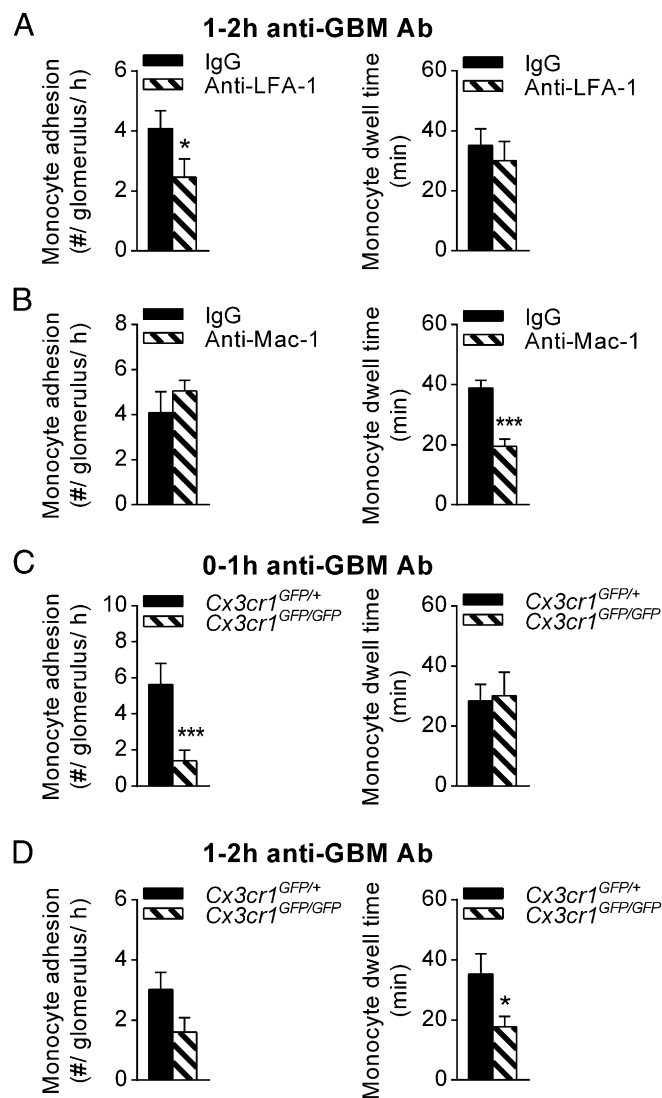 A
1-2h anti-GBM Ab
Monocyte adhesion
(#/ glomerulus/ h)
6
4
2
0
IgG
Anti-LFA-1
*
Monocyte dwell time
(min)
60
40
20
0
IgG
Anti-LFA-1
B
Monocyte adhesion
(#/ glomerulus/ h)
8
6
4
2
0
IgG
Anti-Mac-1
Monocyte dwell time
(min)
60
40
20
0
IgG
Anti-Mac-1
***
C
0-1h anti-GBM Ab
Monocyte adhesion
(#/ glomerulus/ h)
10
8
6
4
2
0
Cx3cr1GFP/+
Cx3cr1GFP/GFP
***
Monocyte dwell time
(min)
60
40
20
0
Cx3cr1GFP/+
Cx3cr1GFP/GFP
D
1-2h anti-GBM Ab
Monocyte adhesion
(#/ glomerulus/ h)
6
4
2
0
Cx3cr1GFP/+
Cx3cr1GFP/GFP
Monocyte dwell time
(min)
60
40
20
0
Cx3cr1GFP/+
Cx3cr1GFP/GFP
*